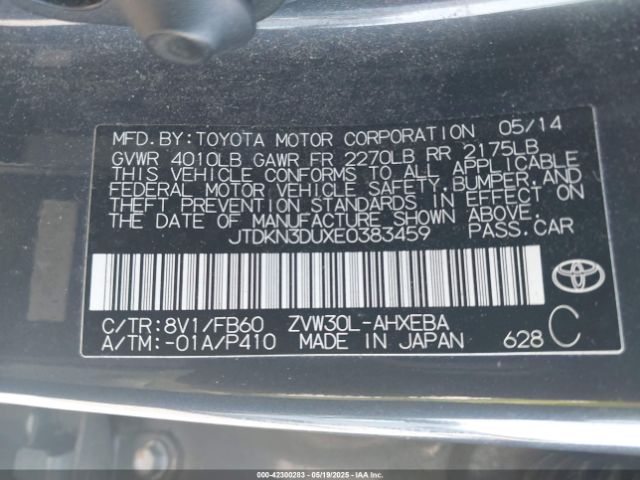 MFD.BY:TOYOTA MOTOR CORPORATION 05/14
GVWR 4010LB GAWR FR 2270LB RR 2175LB
THIS VEHICLE CONFORMS TO ALL APPLICABLE
FEDERAL MOTOR VEHICLE SAFETY, BUMPER, AND
THEFT PREVENTION STANDARDS IN EFFECT ON
THE DATE OF MANUFACTURE SHOWN ABOVE.
JTDKN3DUXE0383459 PASS.CAR
C/TR:8V1/FB60 ZVW30L-AHXEBA
A/TM:-01A/P410 MADE IN JAPAN 628 C
TOYOTA
000-42300283 - 05/19/2025 - IAA